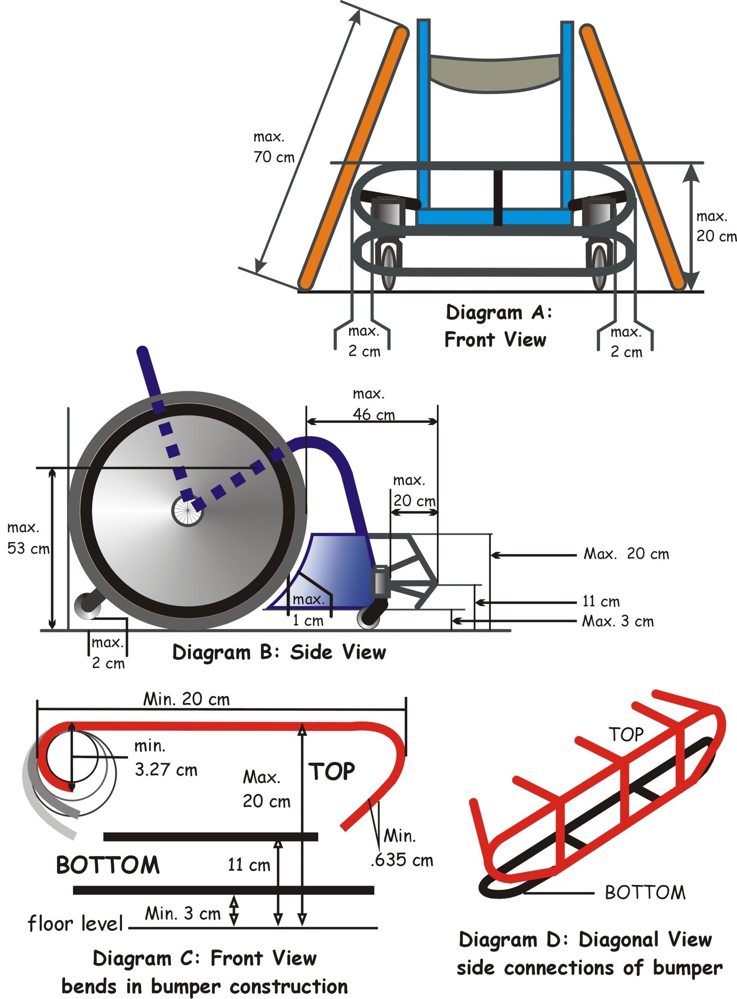 max.
70 cm
max.
20 cm
Diagram A:
Front View
max.
2 cm
max.
2 cm
max.
46 cm
max.
20 cm
max.
53 cm
Max. 20 cm
11 cm
Max. 3 cm
max.
1 cm
max.
2 cm
Diagram B: Side View
Min. 20 cm
min.
3.27 cm
Max.
20 cm
TOP
Min.
.635 cm
BOTTOM
11 cm
Min. 3 cm
floor level
Diagram C: Front View
bends in bumper construction
TOP
BOTTOM
Diagram D: Diagonal View
side connections of bumper